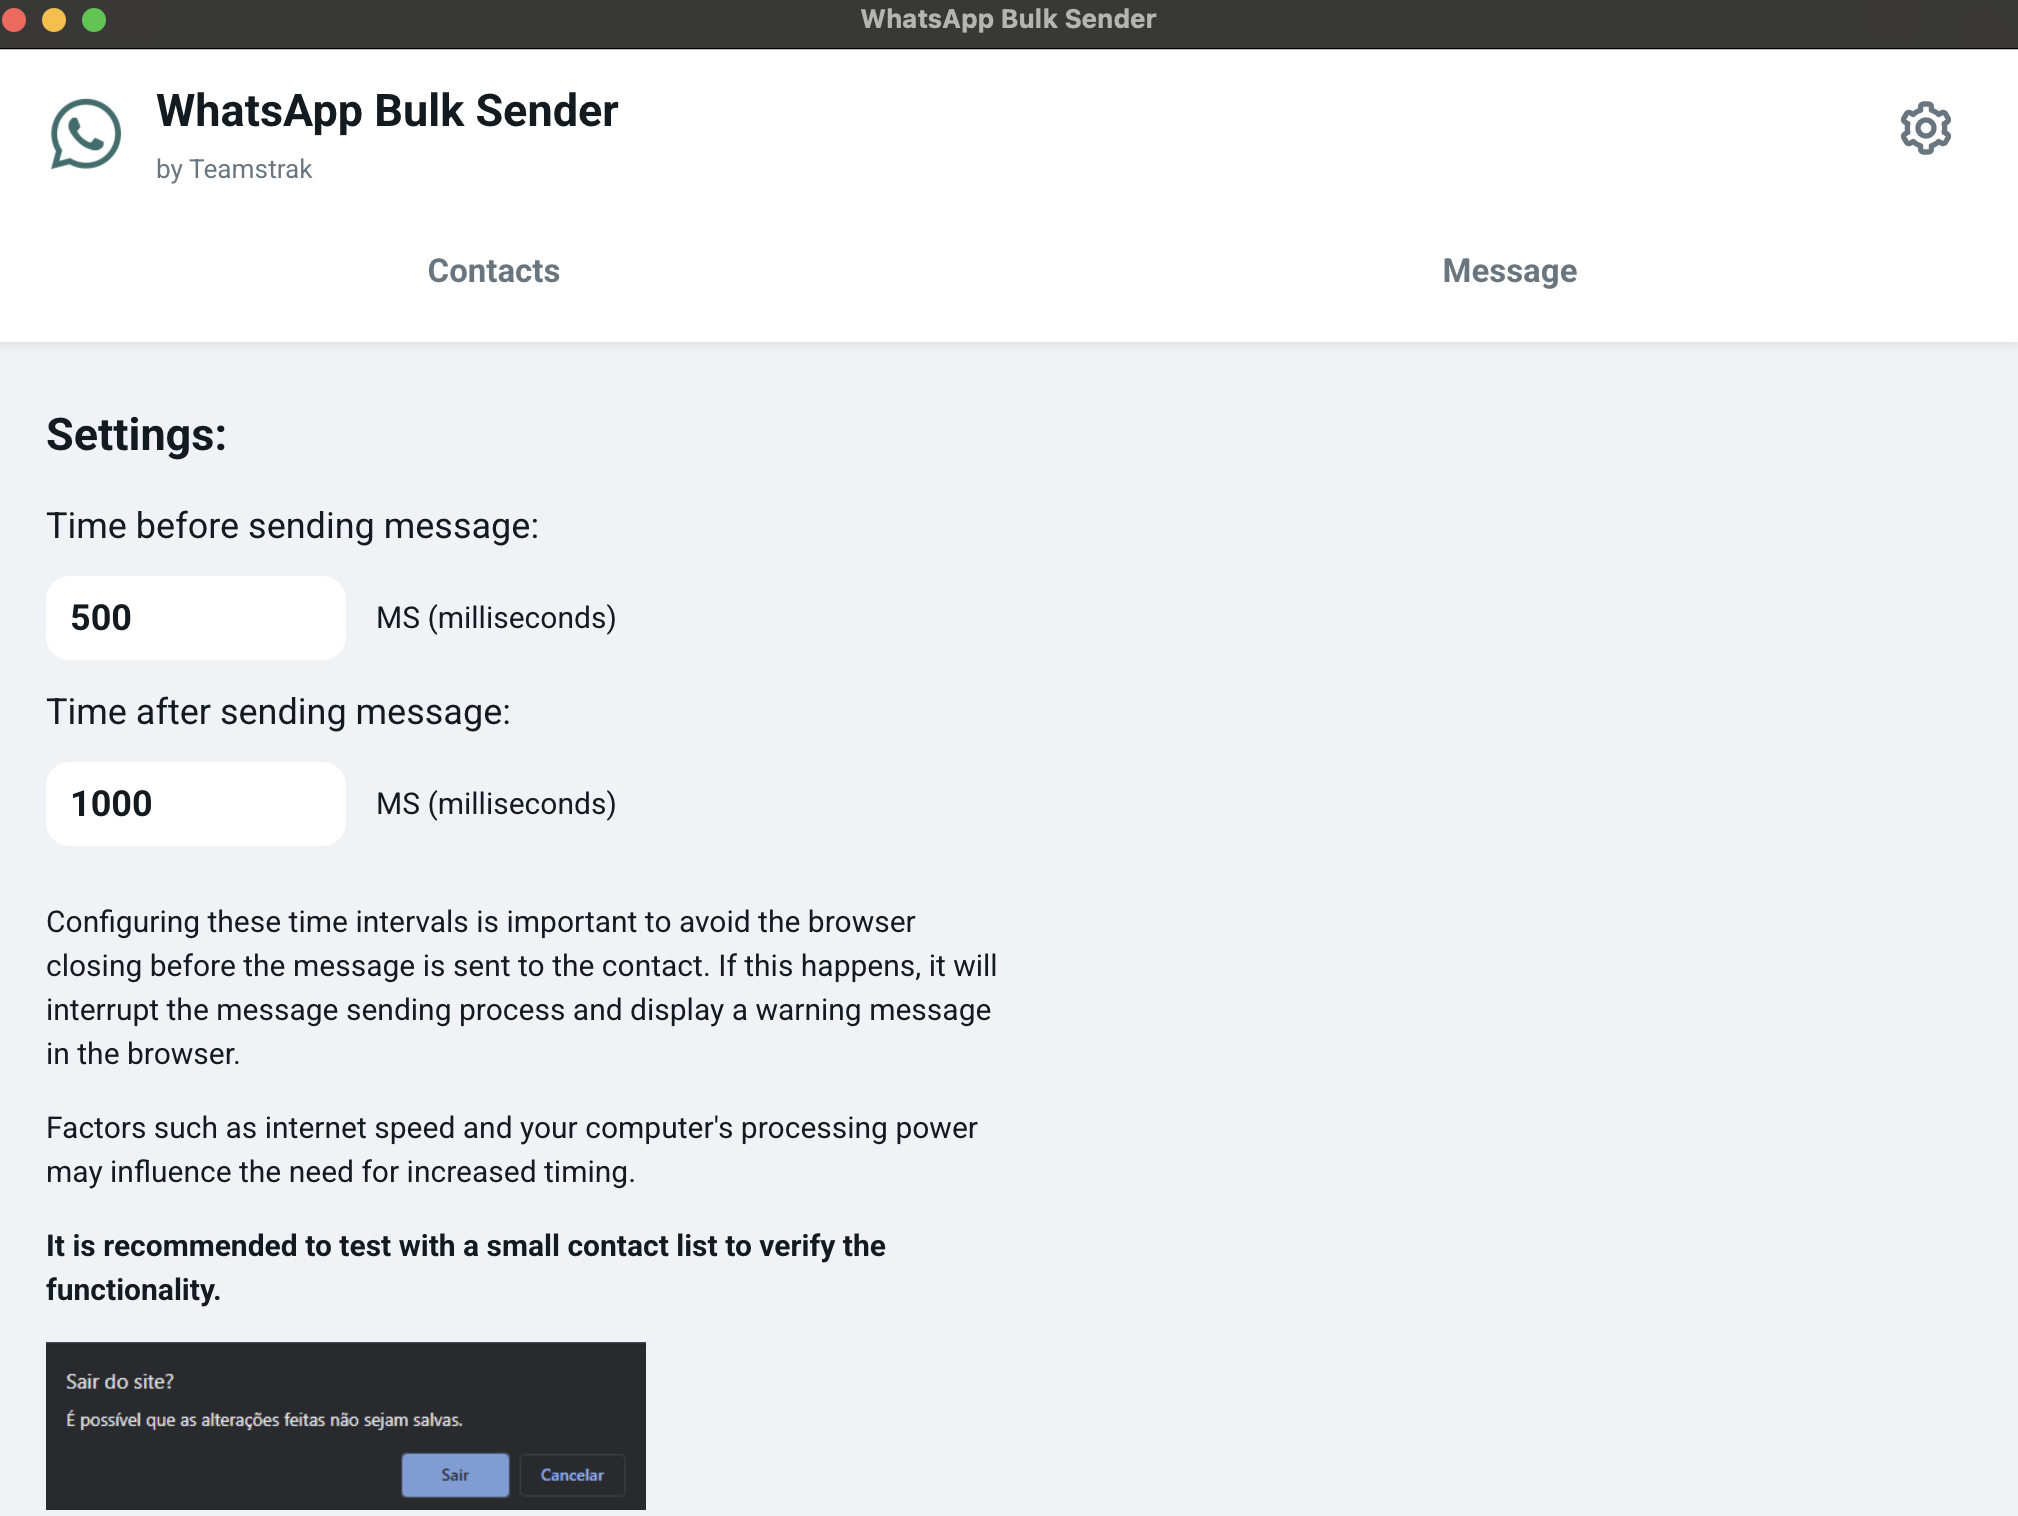 WhatsApp Bulk Sender
WhatsApp Bulk Sender
by Teamstrak
Contacts
Message
Settings:
Time before sending message:
500
MS (milliseconds)
Time after sending message:
1000
MS (milliseconds)
Configuring these time intervals is important to avoid the browser
closing before the message is sent to the contact. If this happens, it will
interrupt the message sending process and display a warning message
in the browser.
Factors such as internet speed and your computer's processing power
may influence the need for increased timing.
It is recommended to test with a small contact list to verify the
functionality.
Sair do site?
É possível que as alterações feitas não sejam salvas.
Sair
Cancelar